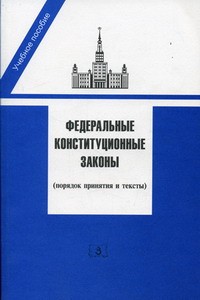 Учебное пособие
ФЕДЕРАЛЬНЫЕ
КОНСТИТУЦИОННЫЕ
ЗАКОНЫ
(порядок принятия и тексты)